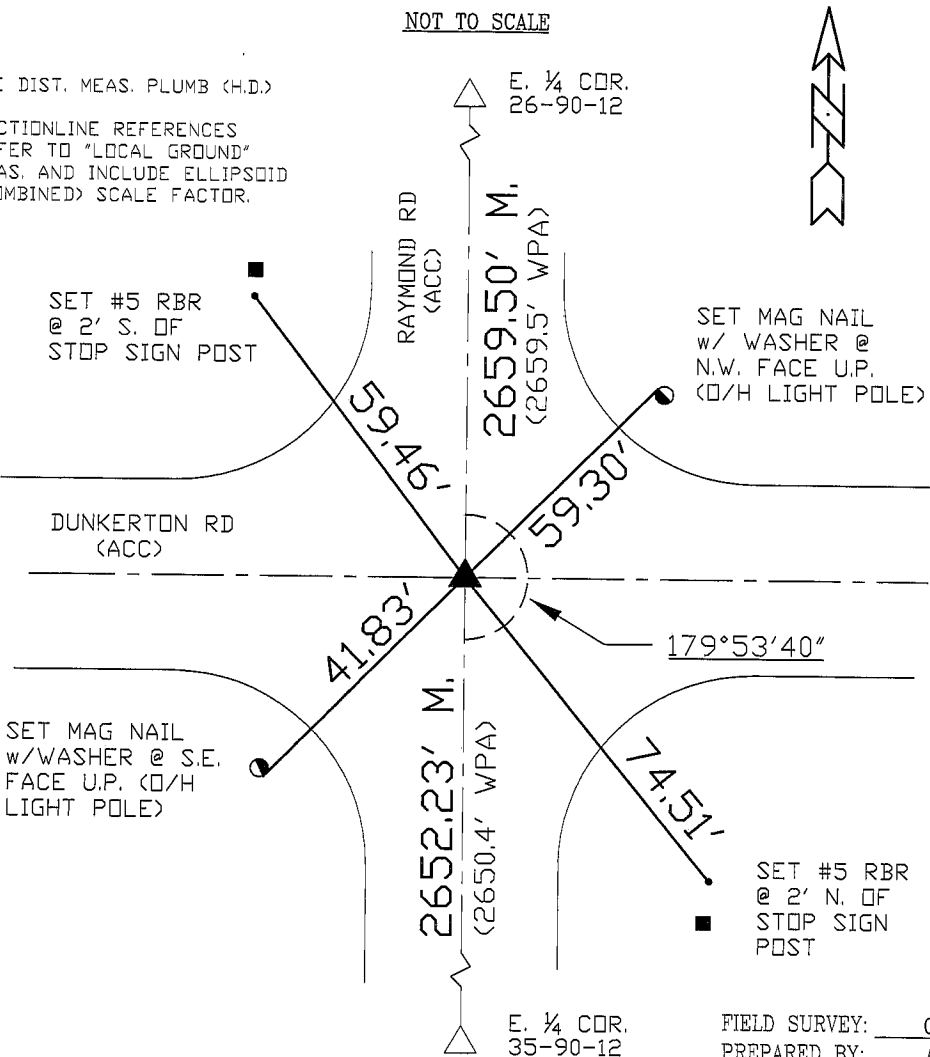 NOT TO SCALE
DIST. MEAS. PLUMB (H.D.)
REFERENCES
TO "LOCAL GROUND"
AND INCLUDE ELLIPSOID
SCALE FACTOR.
E. ¼ COR.
26-90-12
N
RAYMOND RD
(ACC)
2659.50' M.
(2659.5' WPA)
SET #5 RBR
@ 2' S. OF
STOP SIGN POST
SET MAG NAIL
w/ WASHER @
N.W. FACE U.P.
(O/H LIGHT POLE)
59.46'
59.30'
DUNKERTON RD
(ACC)
41.83'
179°53'40"
SET MAG NAIL
w/WASHER @ S.E.
FACE U.P. (O/H
LIGHT POLE)
2652.23' M.
(2650.4' WPA)
74.51'
SET #5 RBR
@ 2' N. OF
STOP SIGN
POST
E. ¼ COR.
35-90-12
FIELD SURVEY:
PREPARED BY: